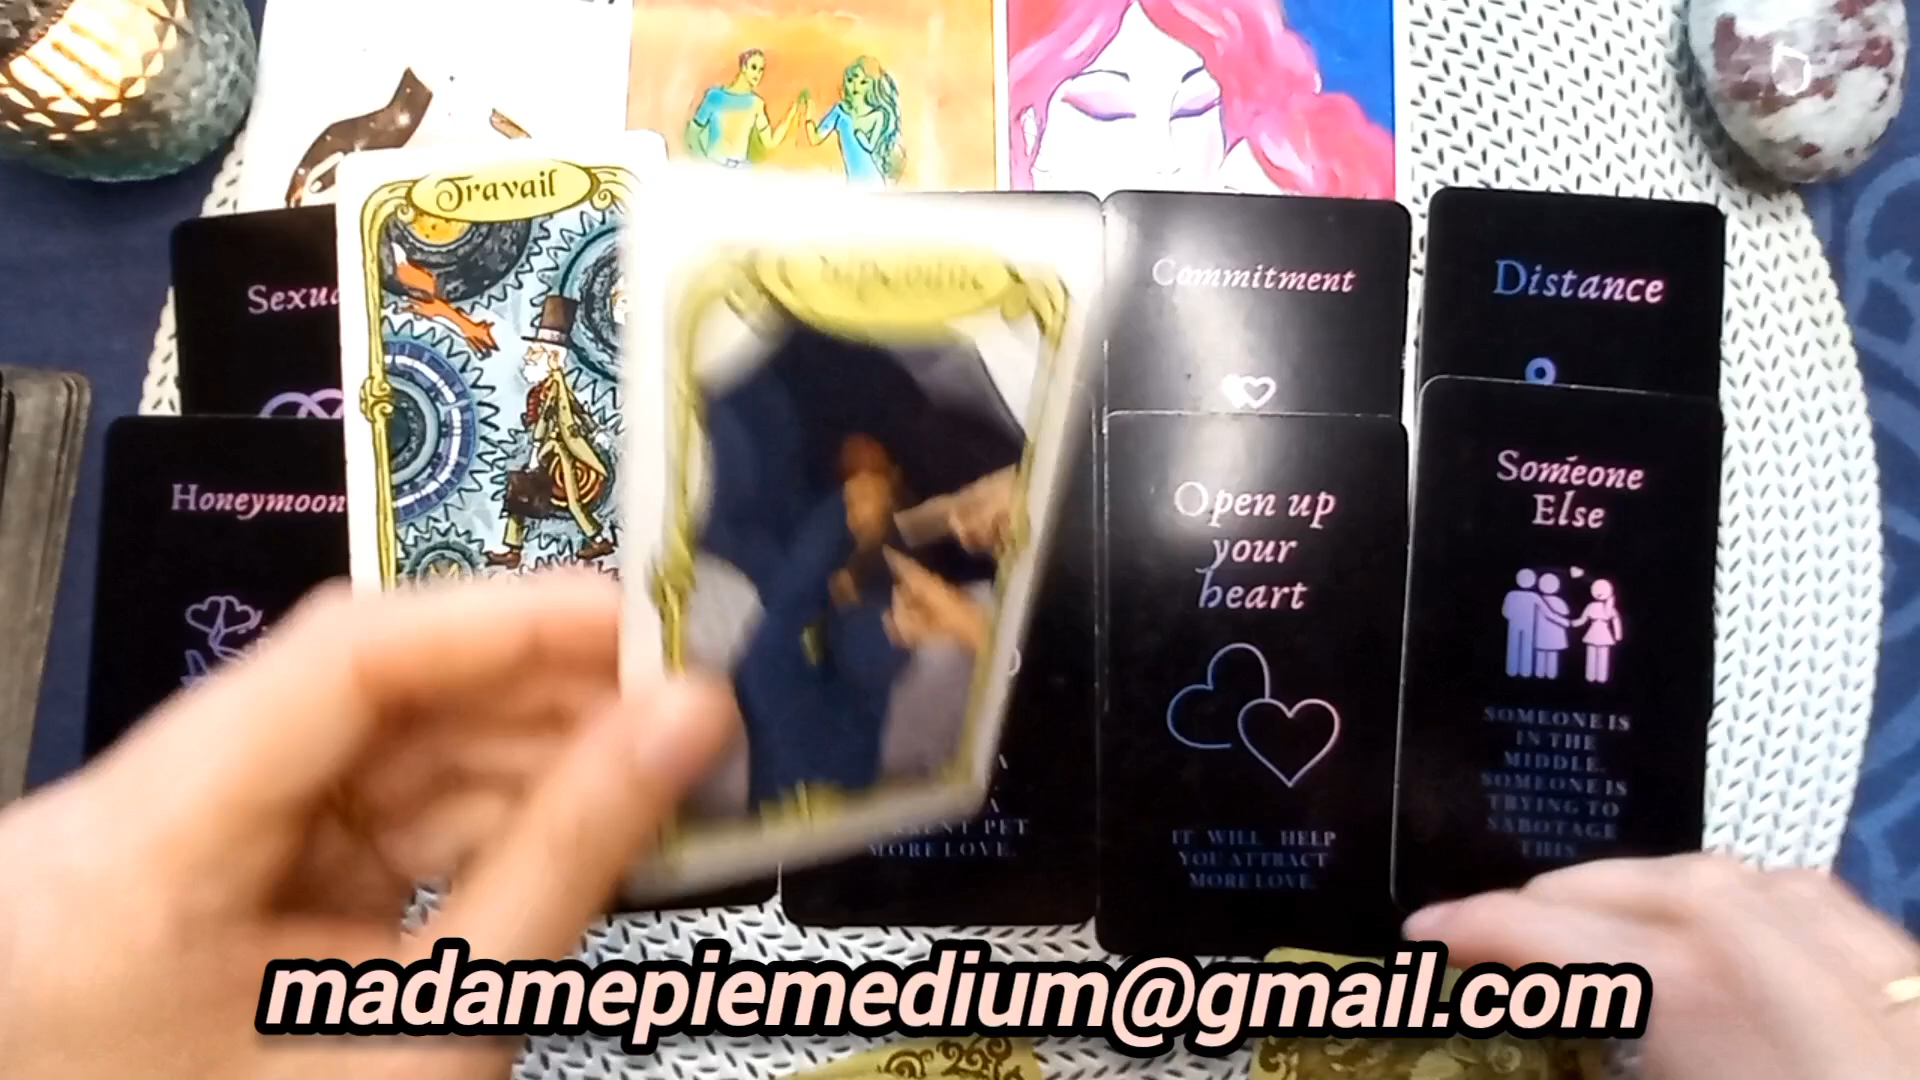 Travail
Commitment
Distance
Honeymoon
Open up
your
heart
Someone
Else
SOMEONE IS
IN THE
MIDDLE.
SOMEONE IS
TRYING TO
SABOTAGE
THIS
PET
MORE LOVE.
IT WILL HELP
YOU ATTRACT
MORE LOVE.
madamepiemedium@gmail.com